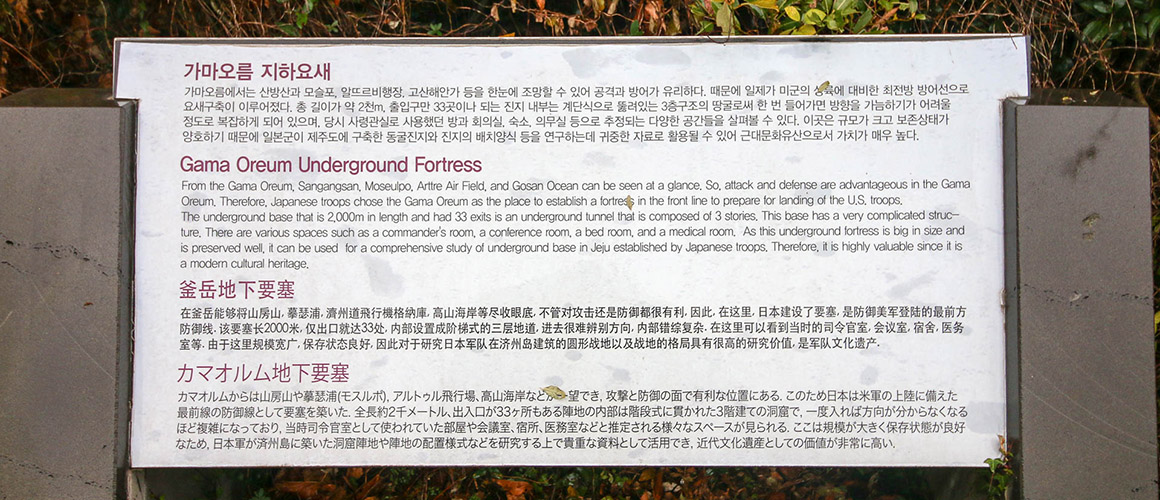 가마오름 지하요새
가마오름에서는 산방산과 모슬포, 알뜨르비행장, 고산해안가 등을 한눈에 조망할 수 있어 공격과 방어가 유리하다. 때문에 일제가 미군의 에 대비한 최전방 방어선으로
요새구축이 이루어졌다. 총 길이가 약 2천m, 출입구만 33곳이나 되는 진지 내부는 계단식으로 뚫려있는 3층구조의 땅굴로써 한 번 들어가면 방향을 가늠하기가 어려울
정도로 복잡하게 되어 있으며, 당시 사령관실로 사용했던 방과 회의실, 숙소, 의무실 등으로 추정되는 다양한 공간들을 살펴볼 수 있다. 이곳은 규모가 크고 보존상태가
양호하기 때문에 일본군이 제주도에 구축한 동굴진지와 진지의 배치양식 등을 연구하는데 귀중한 자료로 활용될 수 있어 근대문화유산으로서 가치가 매우 높다.
Gama Oreum Underground Fortress
From the Gama Oreum, Sangangsan, Moseulpo, Arttre Air Field, and Gosan Ocean can be seen at a glance. So, attack and defense are advantageous in the Gama
Oreum. Therefore, Japanese troops chose the Gama Oreum as the place to establish a fortress in the front line to prepare for landing of the U.S. troops.
The underground base that is 2,000m in length and had 33 exits is an underground tunnel that is composed of 3 stories. This base has a very complicated struc-
ture. There are various spaces such as a commander's room, a conference room, a bed room, and a medical room. As this underground fortress is big in size and
is preserved well, it can be used for a comprehensive study of underground base in Jeju established by Japanese troops. Therefore, it is highly valuable since it is
a modern cultural heritage.
釜岳地下要塞
在釜岳能够将山房山, 摹瑟浦, 濟州道飛行機格納庫, 高山海岸等尽收眼底, 不管对攻击还是防御都很有利, 因此, 在这里, 日本建设了要塞, 是防御美军登陆的最前方
防御线. 该要塞长2000米, 仅出口就达33处, 内部设置成阶梯式的三层地道, 进去很难辨别方向, 内部错综复杂. 在这里可以看到当时的司令官室, 会议室, 宿舍, 医务
室等. 由于这里规模宽广, 保存状态良好, 因此对于研究日本军队在济州岛建筑的圆形战地以及战地的格局具有很高的研究价值, 是军队文化遗产.
カマオルム地下要塞
カマオルムからは山房山や摹瑟浦(モスルポ), アルトゥル飛行場, 高山海岸などが 望でき, 攻撃と防御の面で有利な位置にある. このため日本は米軍の上陸に備えた
最前線の防御線として要塞を築いた. 全長約2千メートル, 出入口が33ヶ所もある陣地の内部は階段式に貫かれた3階建ての洞窟で, 一度入れば方向が分からなくなる
ほど複雑になっており, 当時司令官室として使われていた部屋や会議室, 宿所, 医務室などと推定される様々なスペースが見られる. ここは規模が大きく保存状態が良好
なため, 日本軍が済州島に築いた洞窟陣地や陣地の配置様式などを研究する上で貴重な資料として活用でき, 近代文化遺産としての価値が非常に高い.